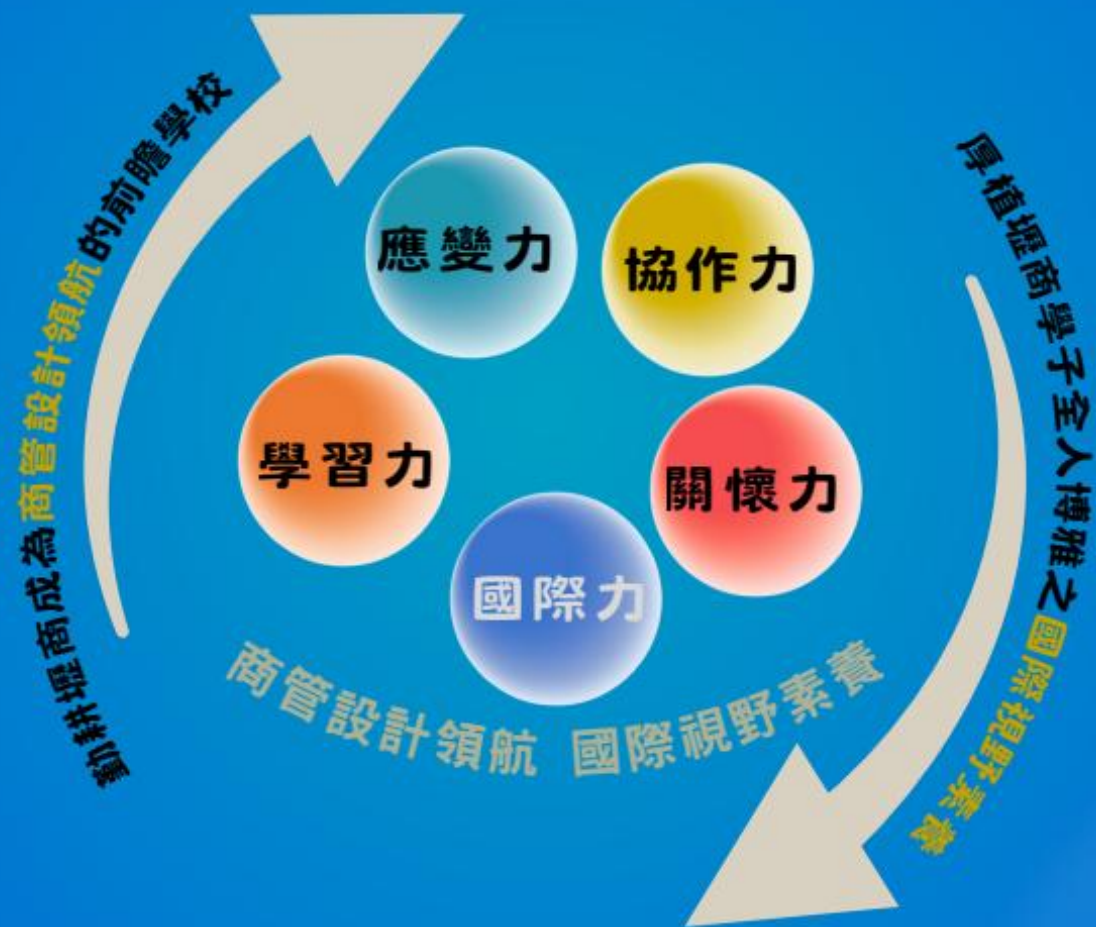 勤耕壢商成為商管設計領航的前瞻學校
應變力
協作力
學習力
關懷力
國際力
商管設計領航 國際視野素養
厚植壢商學子全人博雅之國際視野素養